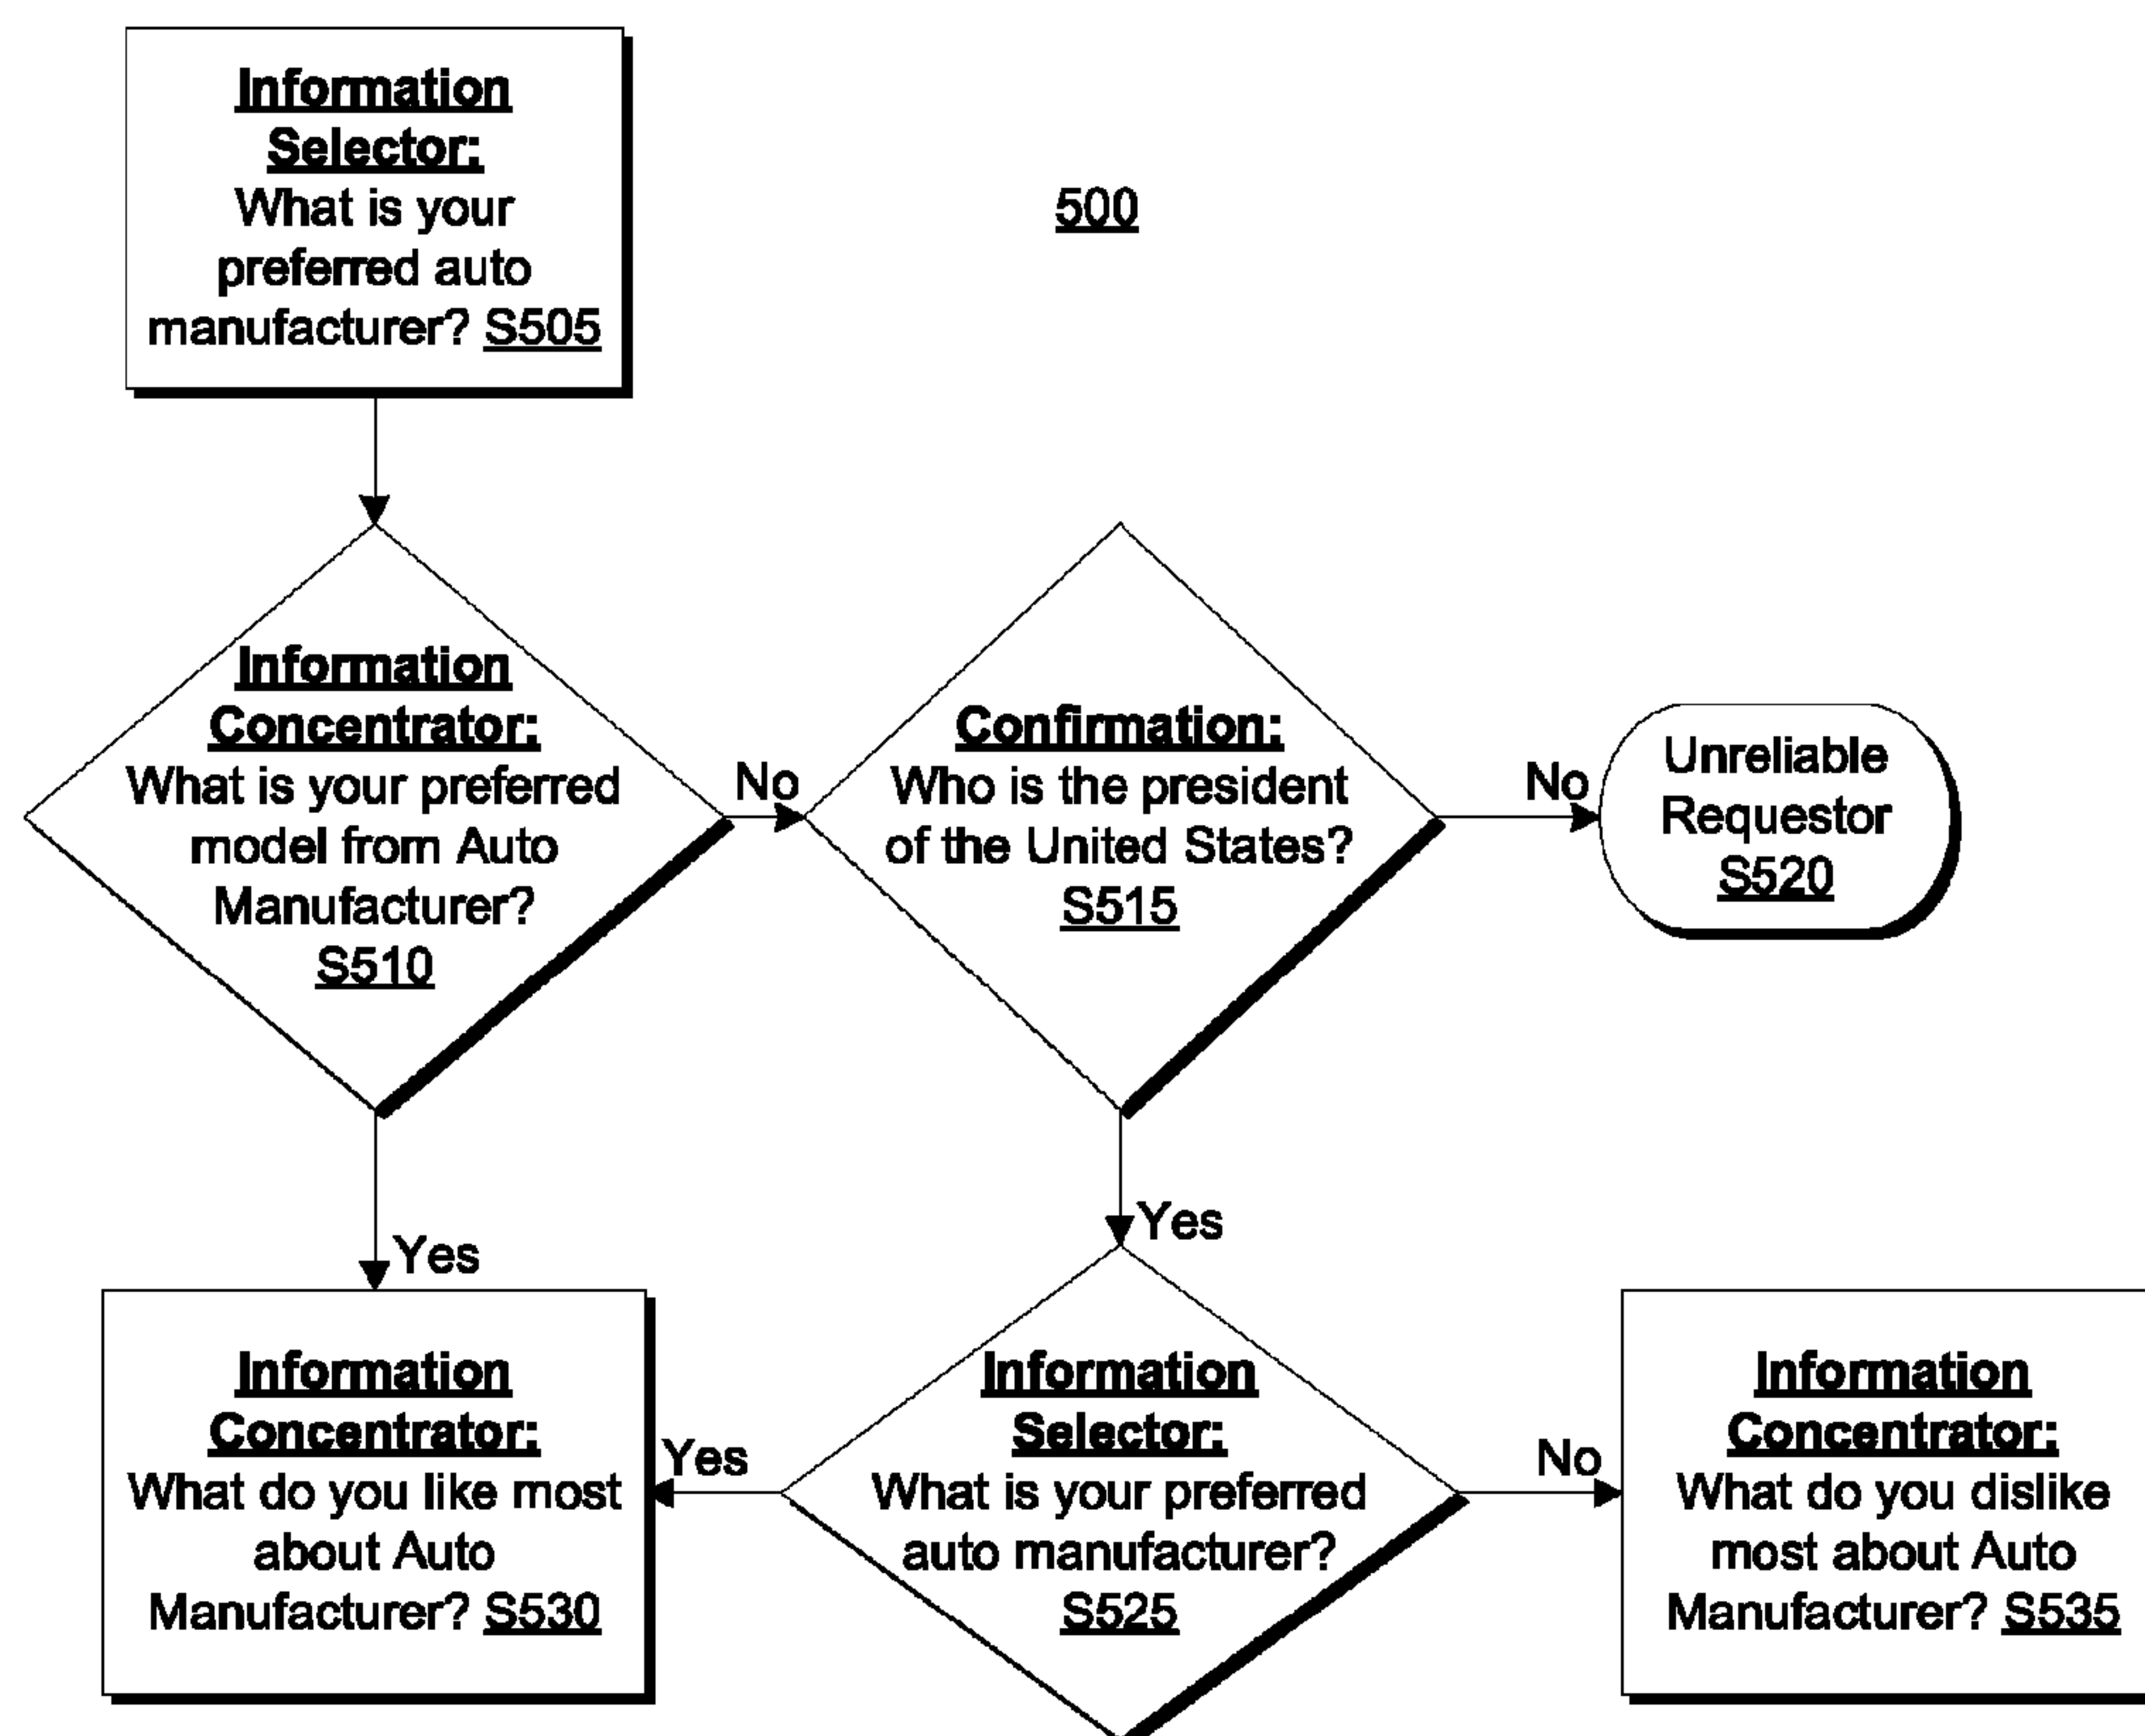 Information
Selector:
What is your
preferred auto
manufacturer? S505
500
Information
Concentrator:
What is your preferred
model from Auto
Manufacturer?
S510
No
Confirmation:
Who is the president
of the United States?
S515
No
Unreliable
Requestor
S520
Yes
Yes
Information
Concentrator:
What do you like most
about Auto
Manufacturer? S530
Yes
Information
Selector:
What is your preferred
auto manufacturer?
S525
No
Information
Concentrator:
What do you dislike
most about Auto
Manufacturer? S535